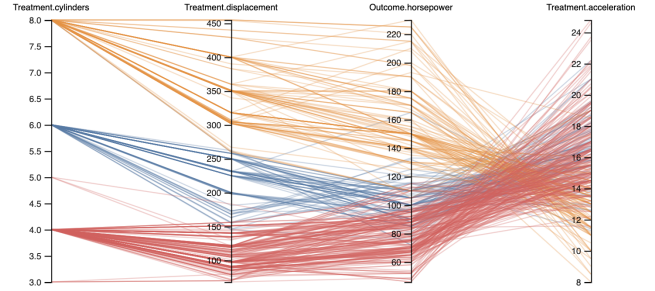 Treatment.cylinders Treatment.displacement Outcome.horsepower Treatment.acceleration
8.0 7.5 7.0 6.5 6.0 5.5 5.0 4.5 4.0 3.5 3.0
450 400 350 300 250 200 150 100
220 200 180 160 140 120 100 80 60
24 22 20 18 16 14 12 10 8